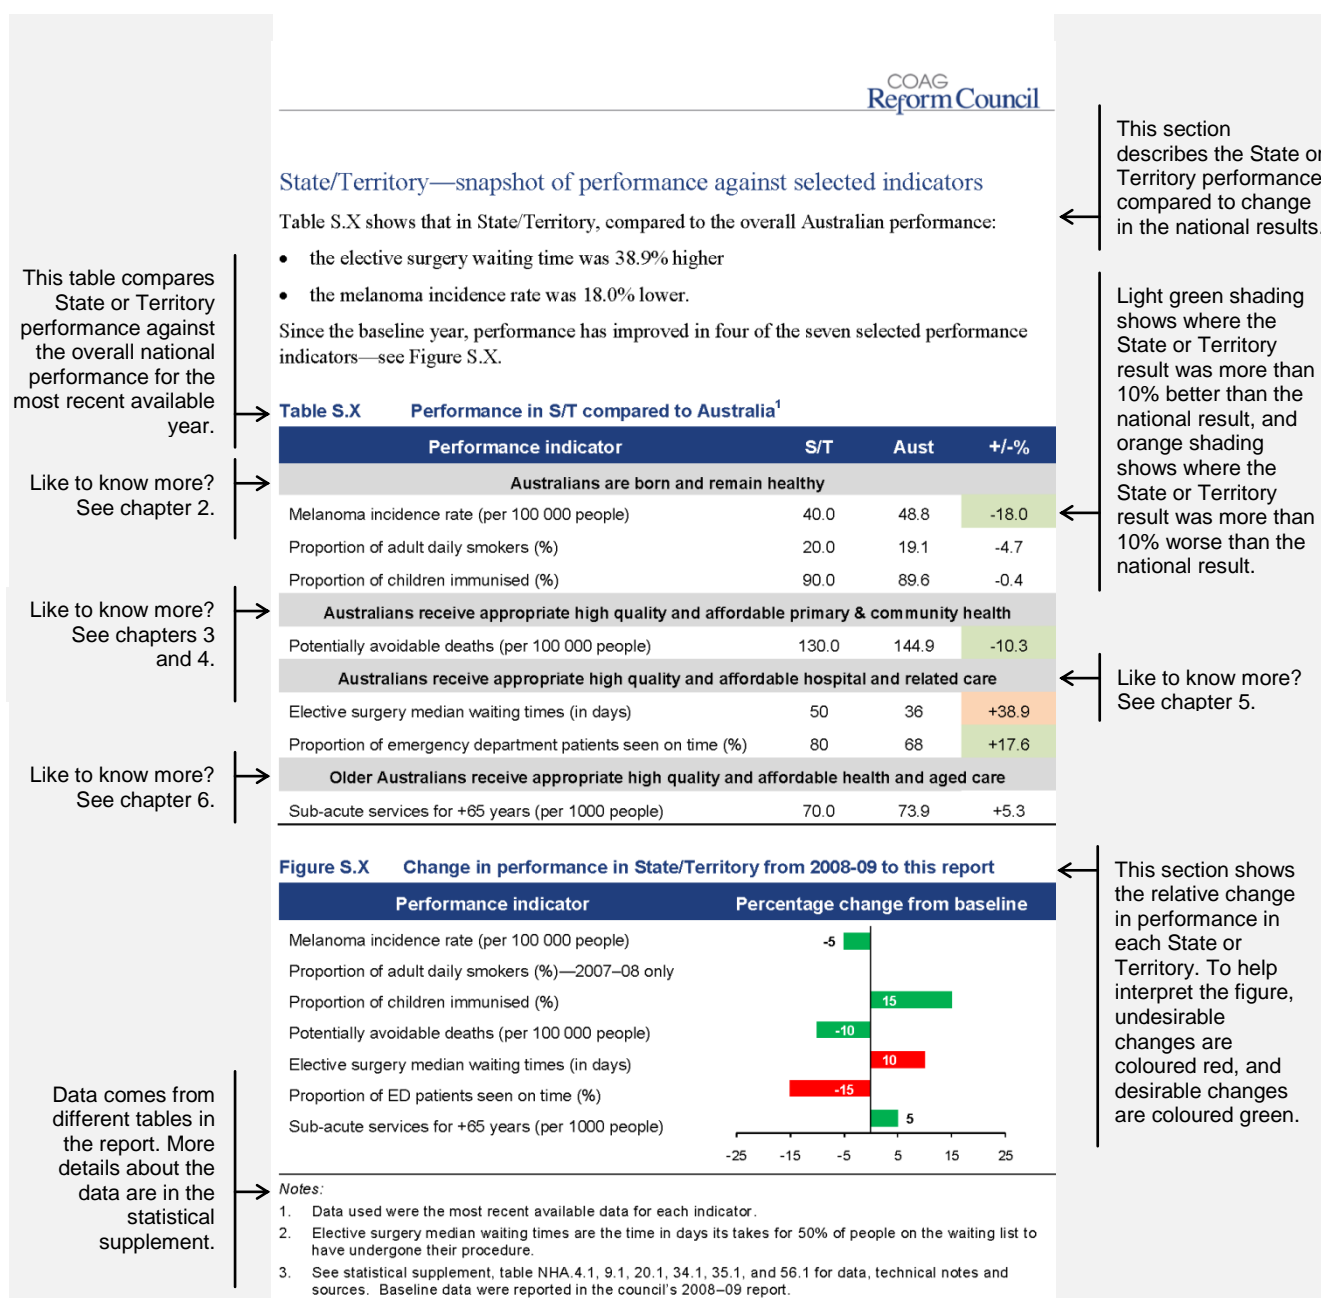 COAG
Reform Council
State/Territory—snapshot of performance against selected indicators
Table S.X shows that in State/Territory, compared to the overall Australian performance:
• the elective surgery waiting time was 38.9% higher
• the melanoma incidence rate was 18.0% lower.
Since the baseline year, performance has improved in four of the seven selected performance
indicators—see Figure S.X.
This section
describes the State or
Territory performance
compared to change
in the national results.
This table compares
State or Territory
performance against
the overall national
performance for the
most recent available
year.
Light green shading
shows where the
State or Territory
result was more than
10% better than the
national result, and
orange shading
shows where the
State or Territory
result was more than
10% worse than the
national result.
Table S.X Performance in S/T compared to Australia1
Performance indicator S/T Aust +/-%
Like to know more?
See chapter 2.
Australians are born and remain healthy
Melanoma incidence rate (per 100 000 people) 40.0 48.8 -18.0
Proportion of adult daily smokers (%) 20.0 19.1 -4.7
Proportion of children immunised (%) 90.0 89.6 -0.4
Like to know more?
See chapters 3
and 4.
Australians receive appropriate high quality and affordable primary & community health
Potentially avoidable deaths (per 100 000 people) 130.0 144.9 -10.3
Australians receive appropriate high quality and affordable hospital and related care
Like to know more?
See chapter 5.
Elective surgery median waiting times (in days) 50 36 +38.9
Proportion of emergency department patients seen on time (%) 80 68 +17.6
Like to know more?
See chapter 6.
Older Australians receive appropriate high quality and affordable health and aged care
Sub-acute services for +65 years (per 1000 people) 70.0 73.9 +5.3
Figure S.X Change in performance in State/Territory from 2008-09 to this report
Performance indicator Percentage change from baseline
Melanoma incidence rate (per 100 000 people) -5
Proportion of adult daily smokers (%)—2007–08 only
Proportion of children immunised (%) 15
Potentially avoidable deaths (per 100 000 people) -10
Elective surgery median waiting times (in days) 10
Proportion of ED patients seen on time (%) -15
Sub-acute services for +65 years (per 1000 people) 5
-25 -15 -5 5 15 25
This section shows
the relative change
in performance in
each State or
Territory. To help
interpret the figure,
undesirable
changes are
coloured red, and
desirable changes
are coloured green.
Data comes from
different tables in
the report. More
details about the
data are in the
statistical
supplement.
Notes:
1. Data used were the most recent available data for each indicator.
2. Elective surgery median waiting times are the time in days its takes for 50% of people on the waiting list to
have undergone their procedure.
3. See statistical supplement, table NHA.4.1, 9.1, 20.1, 34.1, 35.1, and 56.1 for data, technical notes and
sources. Baseline data were reported in the council's 2008–09 report.